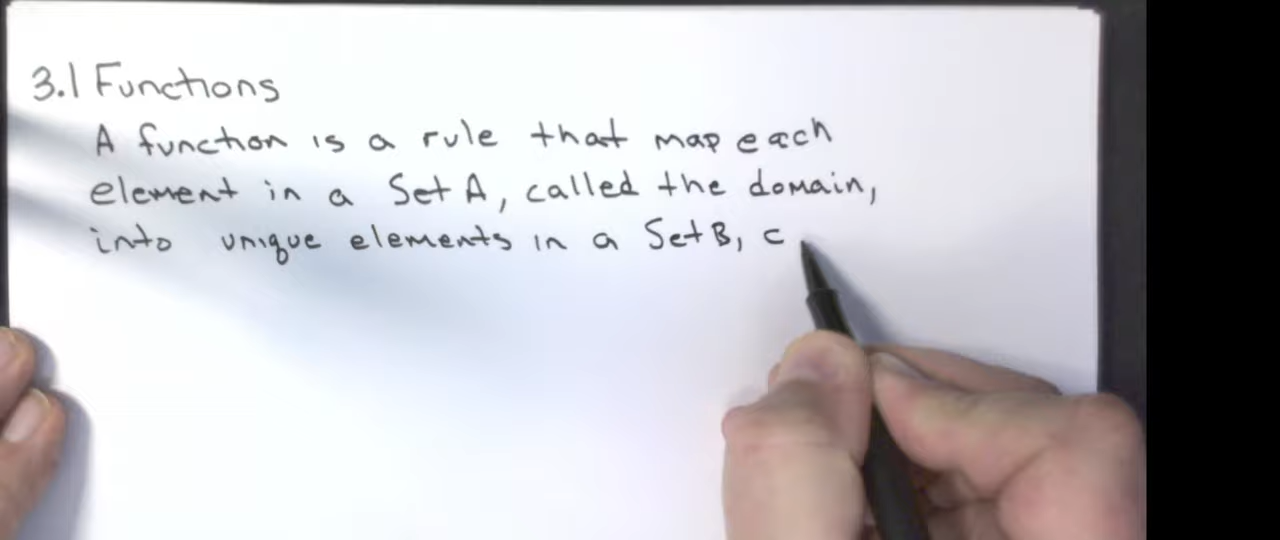 3.1 Functions
A function is a rule that map each
element in a Set A, called the domain,
into unique elements in a Set B, c